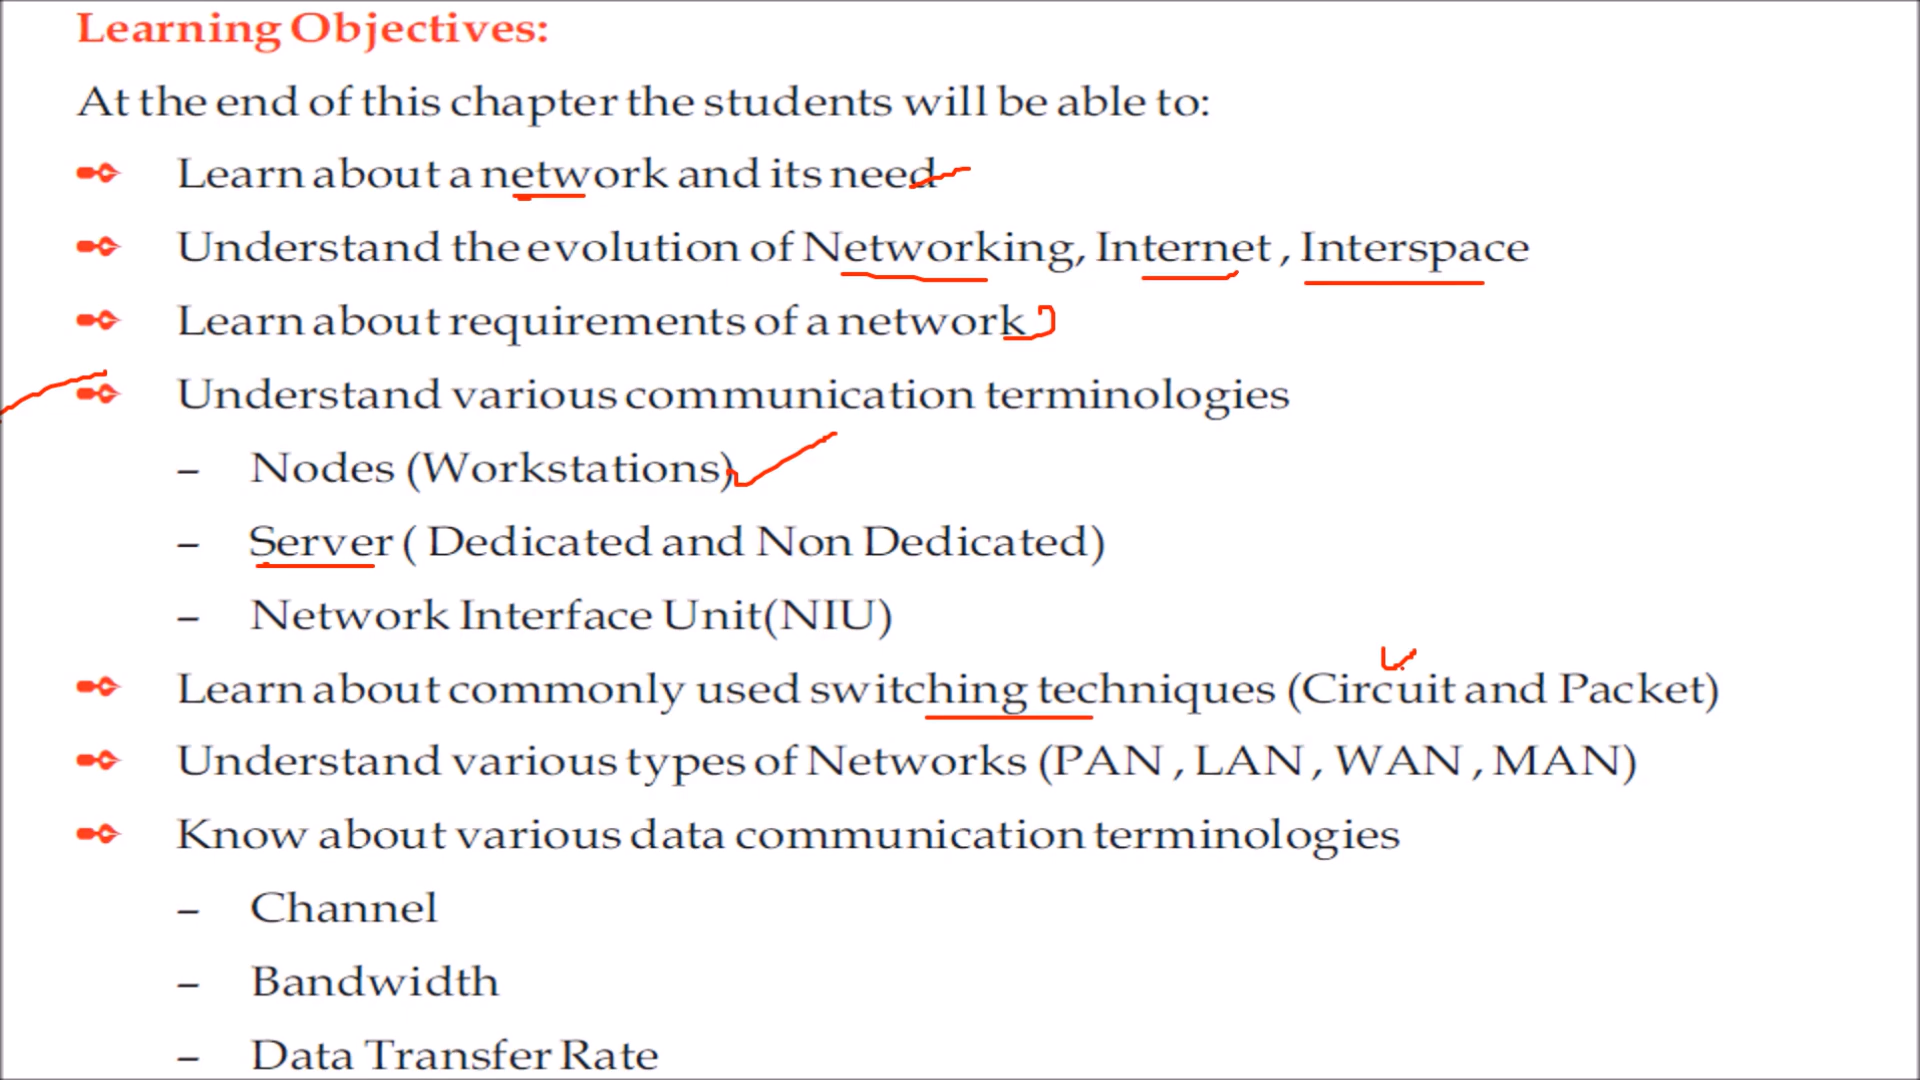 Learning Objectives:
At the end of this chapter the students will be able to:
Learn about a network and its need
Understand the evolution of Networking, Internet , Interspace
Learn about requirements of a network
Understand various communication terminologies
– Nodes (Workstations)
– Server ( Dedicated and Non Dedicated)
– Network Interface Unit(NIU)
Learn about commonly used switching techniques (Circuit and Packet)
Understand various types of Networks (PAN , LAN , WAN , MAN)
Know about various data communication terminologies
– Channel
– Bandwidth
– Data Transfer Rate